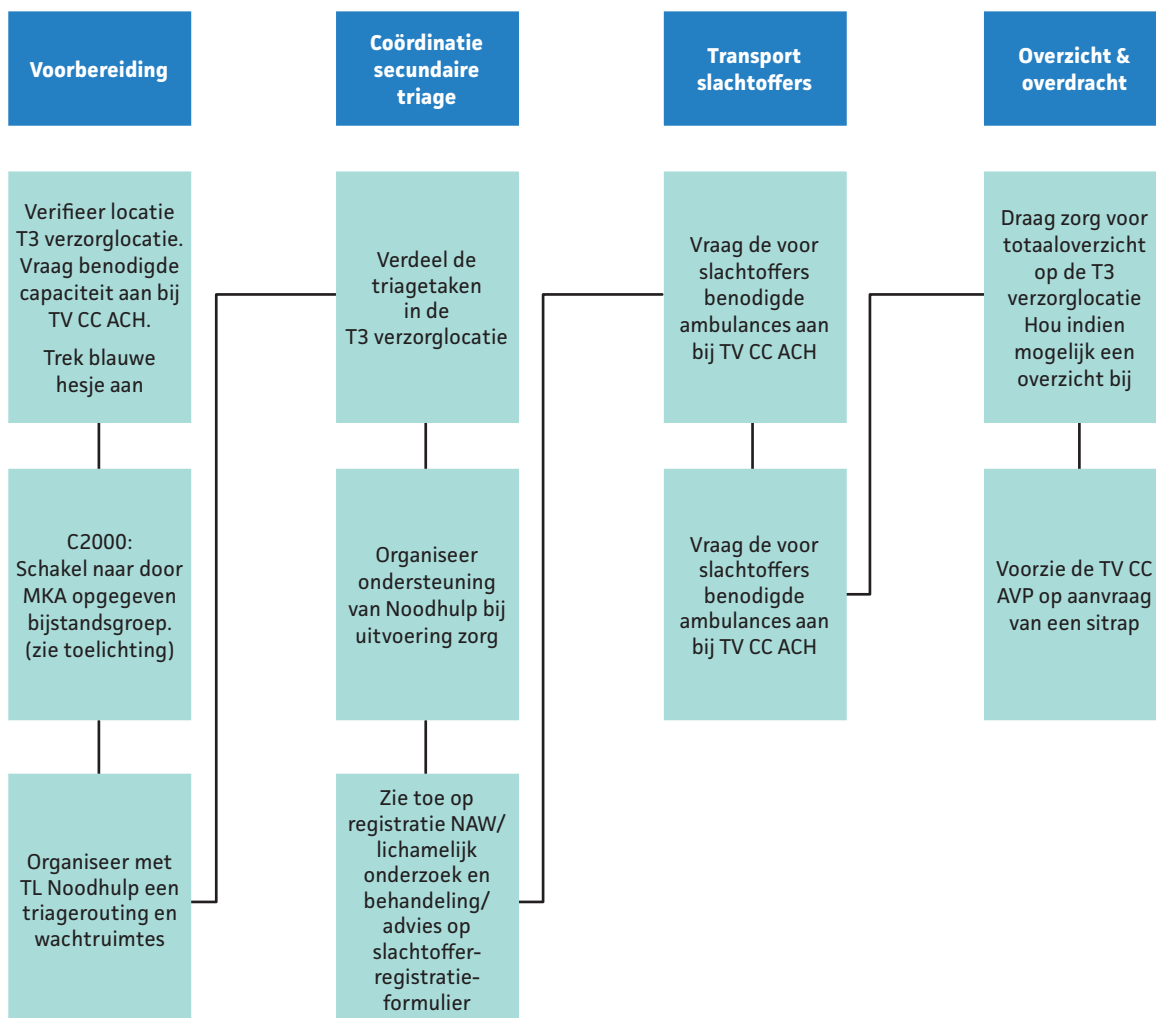 Voorbereiding
Coördinatie
secundaire
triage
Transport
slachtoffers
Overzicht &
overdracht
Verifieer locatie
T3 verzorglocatie.
Vraag benodigde
capaciteit aan bij
TV CC ACH.
Trek blauwe
hesje aan
C2000:
Schakel naar door
MKA opgegeven
bijstandsgroep.
(zie toelichting)
Organiseer met
TL Noodhulp een
triagerouting en
wachtruimtes
Verdeel de
triagetaken
in de
T3 verzorglocatie
Organiseer
ondersteuning
van Noodhulp bij
uitvoering zorg
Zie toe op
registratie NAW/
lichamelijk
onderzoek en
behandeling/
advies op
slachtoffer-
registratie-
formulier
Vraag de voor
slachtoffers
benodigde
ambulances aan
bij TV CC ACH
Vraag de voor
slachtoffers
benodigde
ambulances aan
bij TV CC ACH
Draag zorg voor
totaaloverzicht
op de T3
verzorglocatie
Hou indien
mogelijk een
overzicht bij
Voorzie de TV CC
AVP op aanvraag
van een sitrap